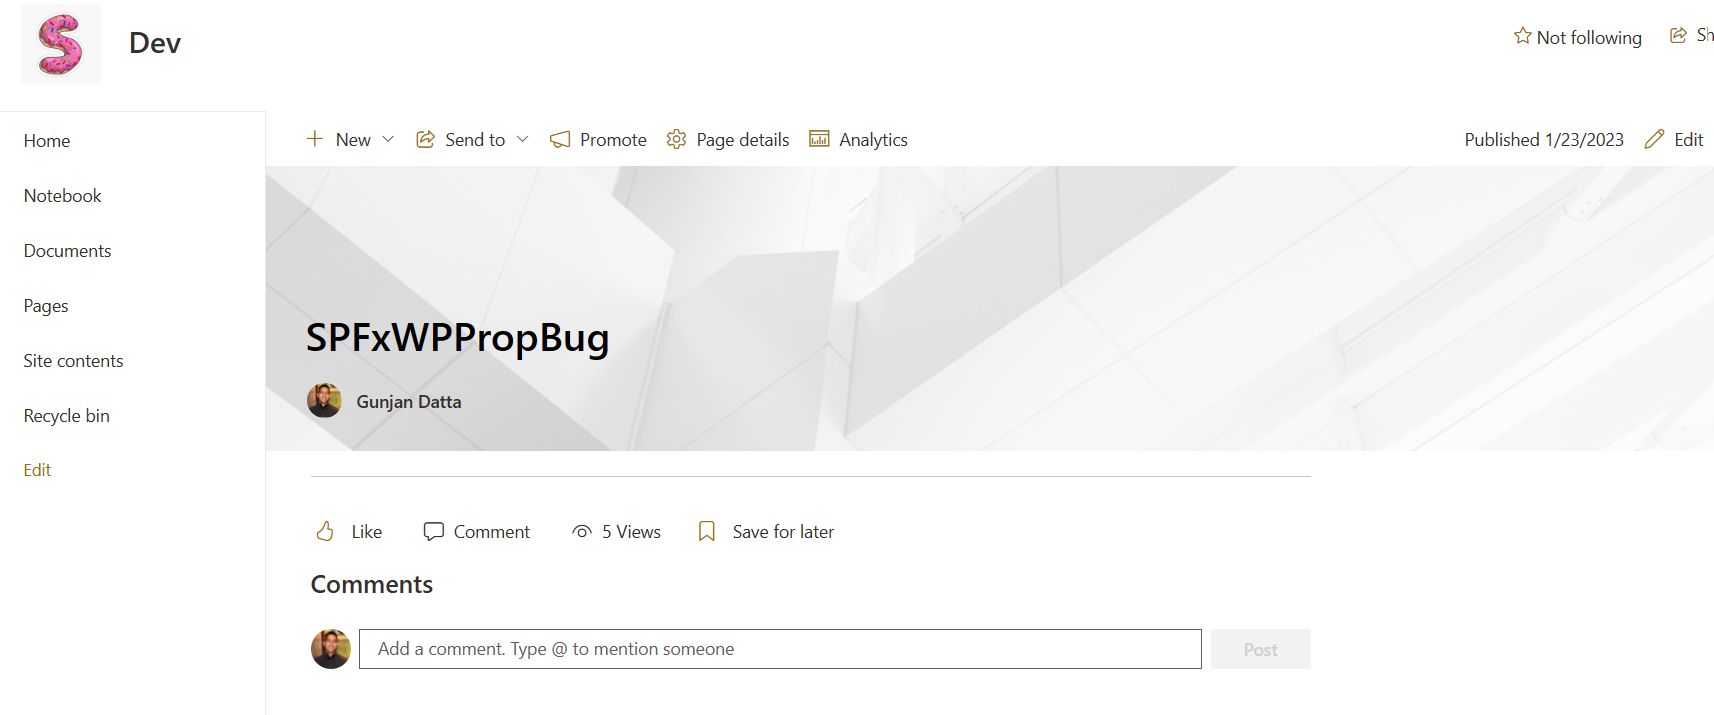 Dev
Not following
Sh
Home
Notebook
Documents
Pages
Site contents
Recycle bin
Edit
New
Send to
Promote
Page details
Analytics
Published 1/23/2023
Edit
SPFxWPPropBug
Gunjan Datta
Like
Comment
5 Views
Save for later
Comments
Add a comment. Type @ to mention someone
Post